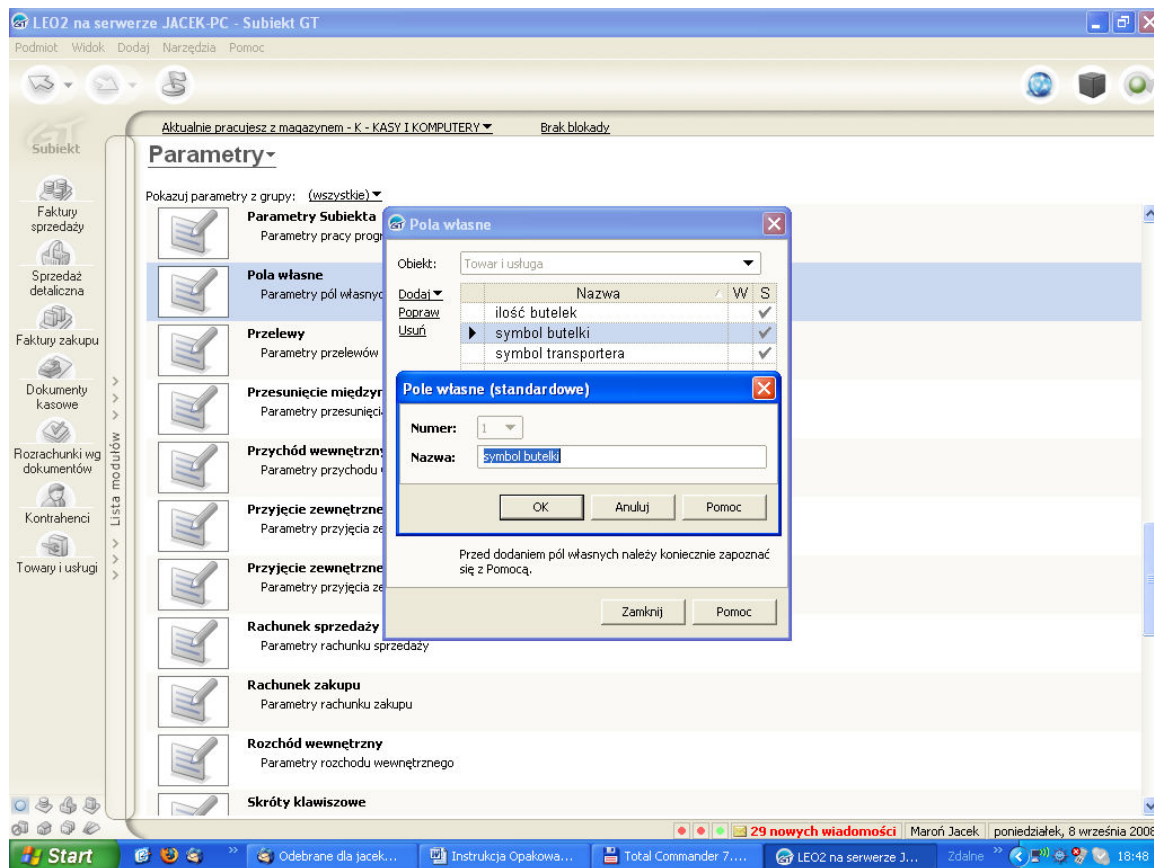 LEO2 na serwerze JACEK-PC - Subiekt GT
Podmiot Widok Dodaj Narzędzia Pomoc
GT
Subiekt
Aktualnie pracujesz z magazynem - K - KASY I KOMPUTERY
Brak blokady
Parametry
Pokazuj parametry z grupy: (wszystkie)
Faktury
sprzedaży
Sprzedaż
detaliczna
Faktury zakupu
Dokumenty
kasowe
Rozrachunki wg
dokumentów
Kontrahenci
Towary i usługi
Lista modułów
Parametry Subiekta
Parametry pracy progr
Pola własne
Parametry pól własnyc
Przelewy
Parametry przelewów
Przesunięcie międzyr
Parametry przesunięci
Przychód wewnętrzny
Parametry przychodu
Przyjęcie zewnętrzne
Parametry przyjęcia ze
Przyjęcie zewnętrzne
Parametry przyjęcia ze
Rachunek sprzedaży
Parametry rachunku sprzedaży
Rachunek zakupu
Parametry rachunku zakupu
Rozchód wewnętrzny
Parametry rozchodu wewnętrznego
Skróty klawiszowe
Pola własne
Obiekt: Towar i usługa
Dodaj
Popraw
Usuń
Nazwa W S
ilość butelek
symbol butelki
symbol transportera
Pole własne (standardowe)
Numer: 1
Nazwa: symbol butelki
OK Anuluj Pomoc
Przed dodaniem pól własnych należy koniecznie zapoznać
się z Pomocą.
Zamknij Pomoc
29 nowych wiadomości Maroń Jacek poniedziałek, 8 września 2008
Start Odebrane dla jacek... Instrukcja Opakowa... Total Commander 7.... LEO2 na serwerze J... Zdalne 18:48